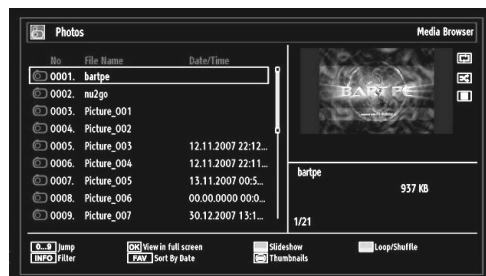 Photos Media Browser
No File Name Date/Time
0001. bartpe
0002. nu2go
0003. Picture_001
0004. Picture_002
0005. Picture_003 12.11.2007 22:12...
0006. Picture_004 12.11.2007 22:11...
0007. Picture_005 13.11.2007 00:5...
0008. Picture_006 00.00.0000 00:0...
0009. Picture_007 30.12.2007 13:1...
BART PE
bartpe
937 KB
1/21
0...9 Jump OK View in full screen Slideshow Loop/Shuffle
INFO Filter FAV Sort By Date Thumbnails